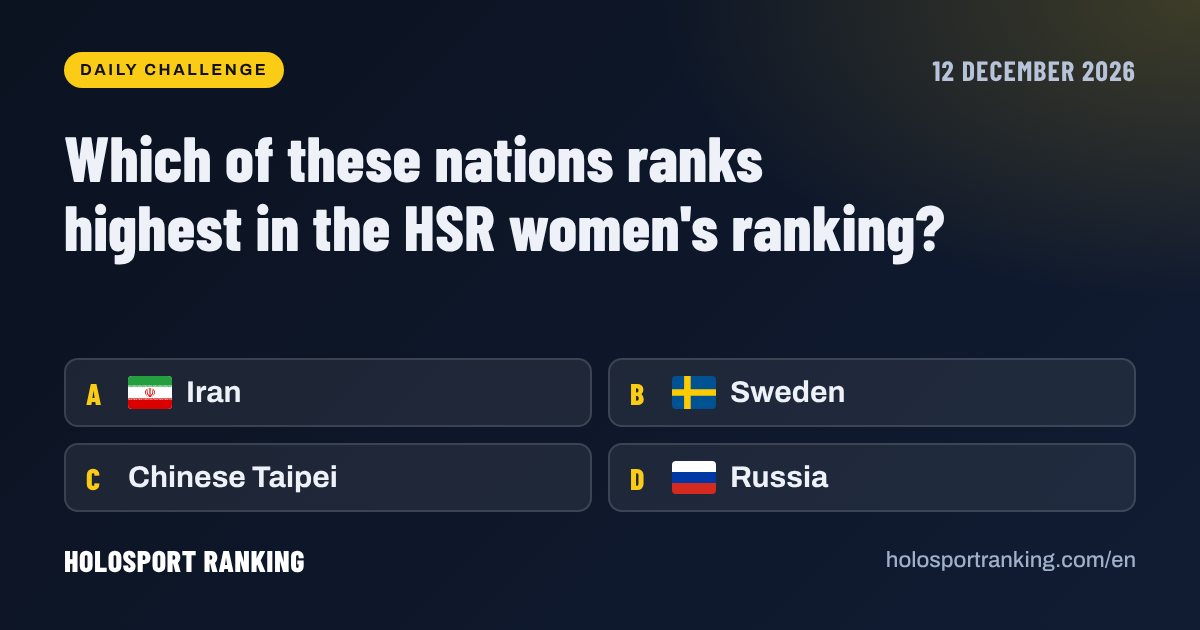 DAILY CHALLENGE
12 DECEMBER 2026
Which of these nations ranks
highest in the HSR women's ranking?
A Iran
B Sweden
C Chinese Taipei
D Russia
HOLOSPORT RANKING
holosportranking.com/en